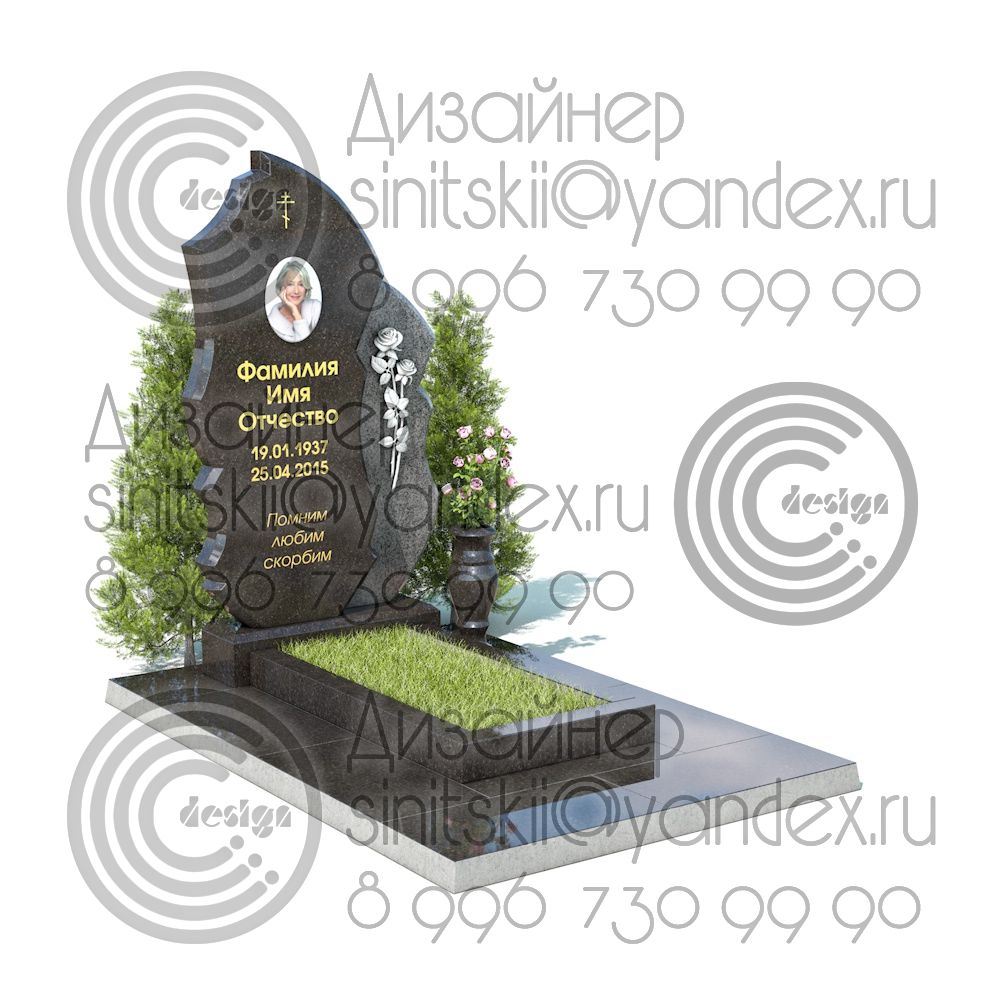 Дизайнер
sinitskii@yandex.ru
8 996 730 99 90
design
Фамилия
Имя
Отчество
19.01.1937
25.04.2015
Помним
любим
скорбим
Дизайнер
sinitskii@yandex.ru
8 996 730 99 90
design
Дизайнер
sinitskii@yandex.ru
8 996 730 99 90
design